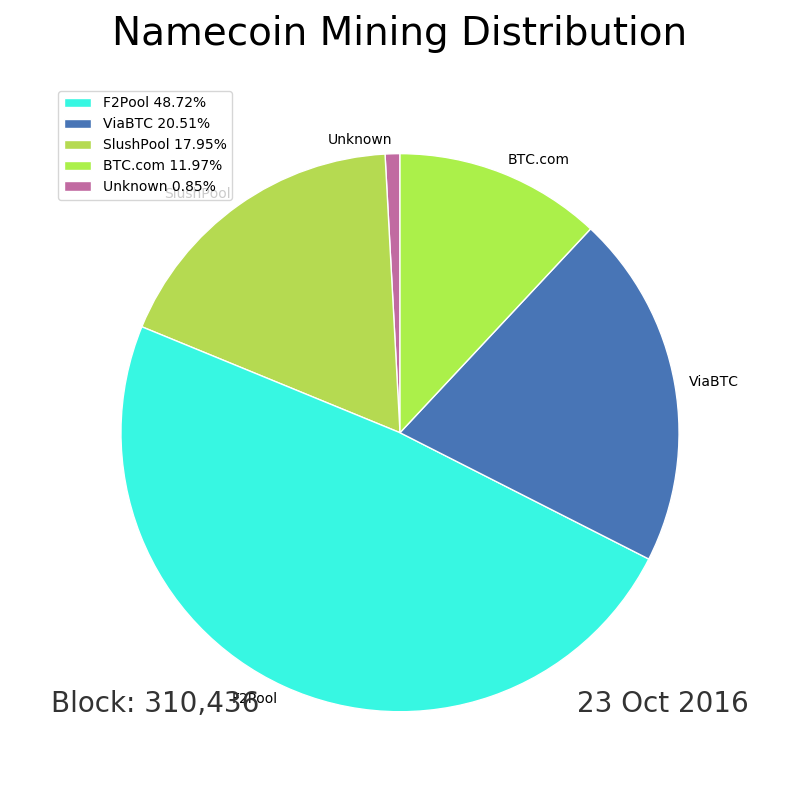 Namecoin Mining Distribution
F2Pool 48.72%
ViaBTC 20.51%
SlushPool 17.95%
BTC.com 11.97%
Unknown 0.85%
Unknown
BTC.com
SlushPool
ViaBTC
F2Pool
Block: 310,436
23 Oct 2016